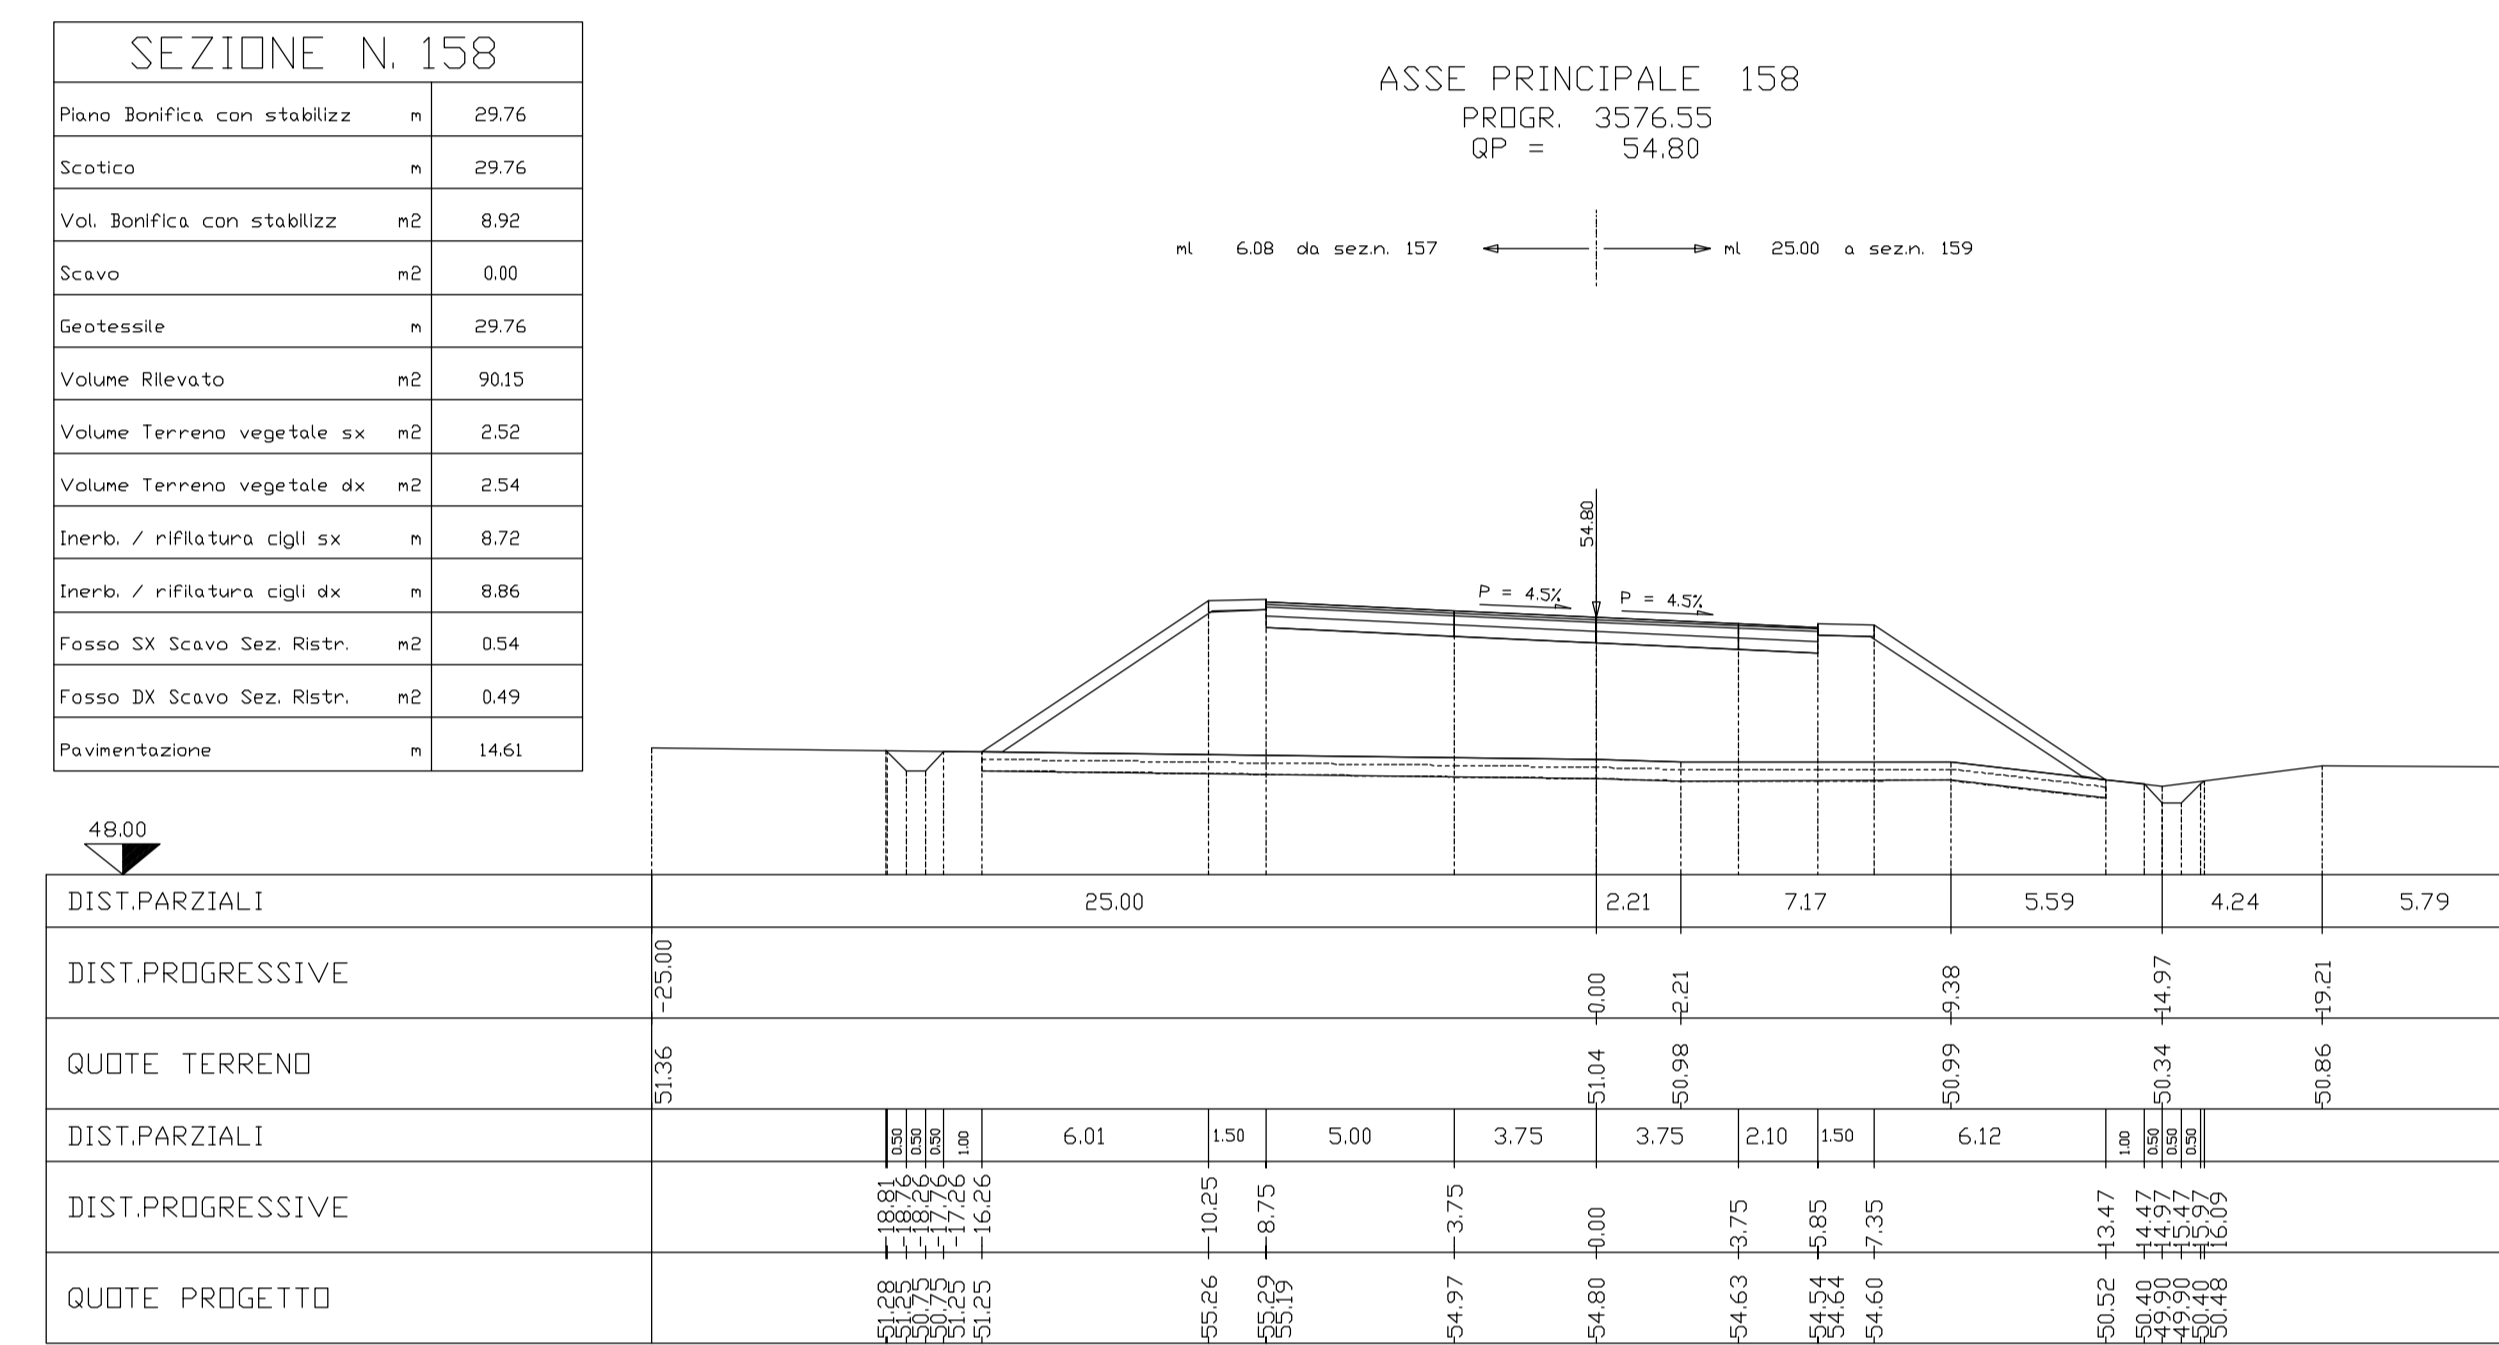 SEZIONE N. 158
Piano Bonifica con stabilizz m 29.76
Scotico m 29.76
Vol. Bonifica con stabilizz m2 8.92
Scavo m2 0.00
Geotessile m 29.76
Volume Rilevato m2 90.15
Volume Terreno vegetale sx m2 2.52
Volume Terreno vegetale dx m2 2.54
Inerb. / rifilatura cigli sx m 8.72
Inerb. / rifilatura cigli dx m 8.86
Fosso SX Scavo Sez. Ristr. m2 0.54
Fosso DX Scavo Sez. Ristr. m2 0.49
Pavimentazione m 14.61
ASSE PRINCIPALE 158
PROGR. 3576.55
QP = 54.80
ml 6.08 da sez.n. 157
ml 25.00 a sez.n. 159
54.80
P = 4.5%
P = 4.5%
48.00
DIST.PARZIALI 25.00 2.21 7.17 5.59 4.24 5.79
DIST.PROGRESSIVE -25.00 0.00 2.21 9.38 14.97 19.21
QUOTE TERRENO 51.36 51.04 50.98 50.99 50.34 50.86
DIST.PARZIALI 0.50 0.50 0.50 1.00 6.01 1.50 5.00 3.75 3.75 2.10 1.50 6.12 1.00 0.50 0.50 0.50
DIST.PROGRESSIVE -18.81 -18.76 -18.26 -17.76 -17.26 -16.26 -10.25 -8.75 -3.75 0.00 3.75 5.85 7.35 13.47 14.47 14.97 15.47 15.97 16.09
QUOTE PROGETTO 51.28 51.25 50.75 50.75 51.25 51.25 55.26 55.29 55.19 54.97 54.80 54.63 54.54 54.64 54.60 50.52 50.40 49.90 49.90 50.40 50.48